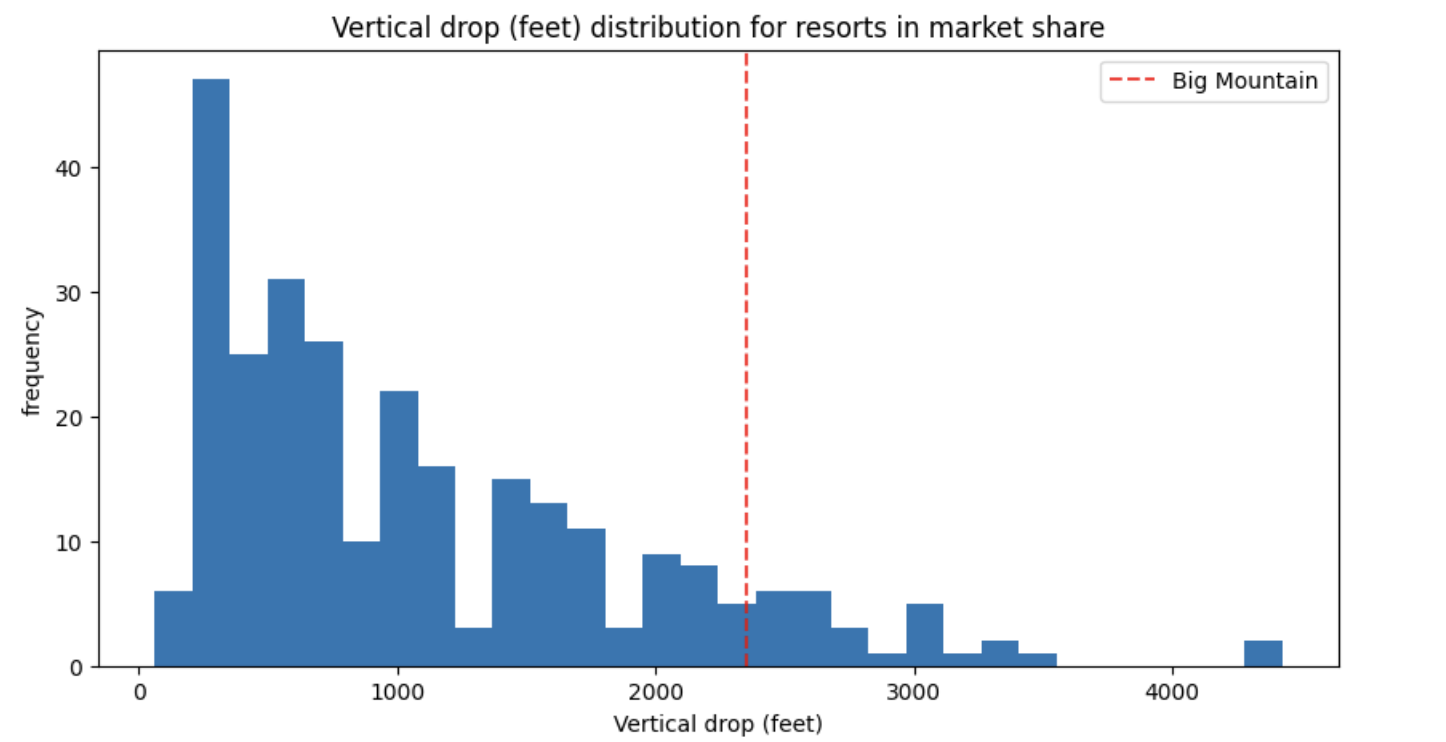 Vertical drop (feet) distribution for resorts in market share
Big Mountain
frequency
40
30
20
10
0
0 1000 2000 3000 4000
Vertical drop (feet)